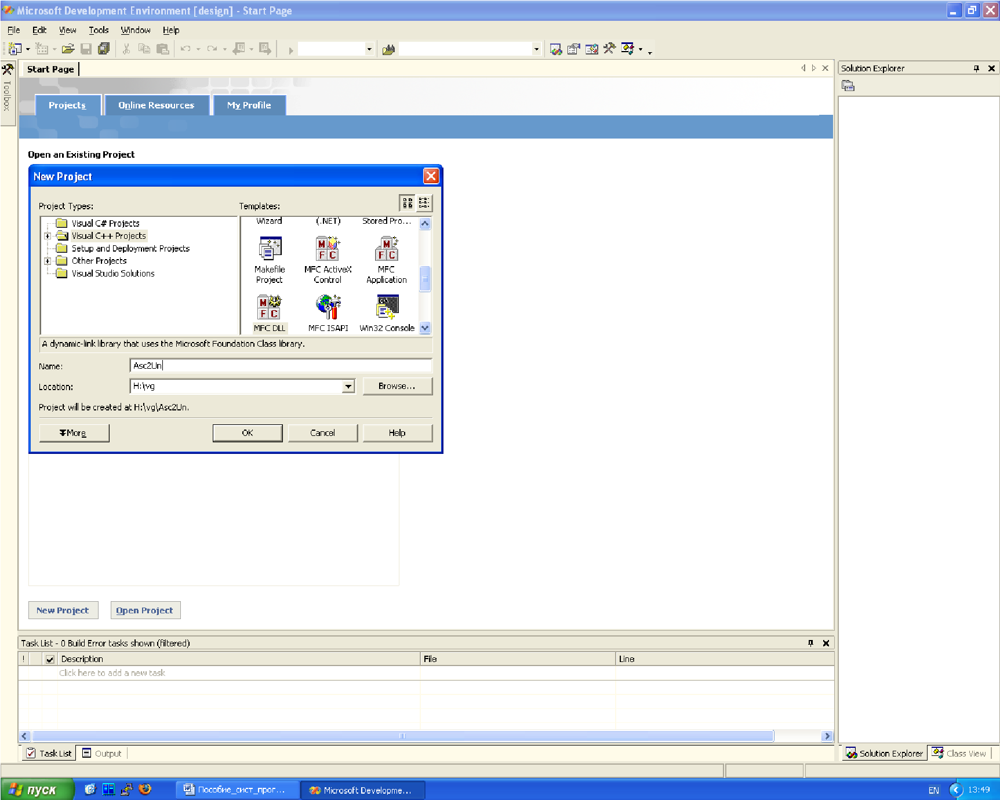 Microsoft Development Environment [design] - Start Page
File Edit View Tools Window Help
Toolbox
Start Page
Solution Explorer
Projects Online Resources My Profile
Open an Existing Project
New Project
Project Types:
Templates:
Visual C# Projects
Visual C++ Projects
Setup and Deployment Projects
Other Projects
Visual Studio Solutions
Wizard (.NET) Stored Pro...
Makefile Project
MFC ActiveX Control
MFC Application
MFC DLL
MFC ISAPI
Win32 Console
A dynamic-link library that uses the Microsoft Foundation Class library.
Name: Asc2Un
Location: H:\vg Browse...
Project will be created at H:\vg\Asc2Un.
More OK Cancel Help
New Project Open Project
Task List - 0 Build Error tasks shown (filtered)
! Description File Line
Click here to add a new task
Task List Output
Solution Explorer Class View
пуск Пособие_сист_прог... Microsoft Developme... EN 13:49